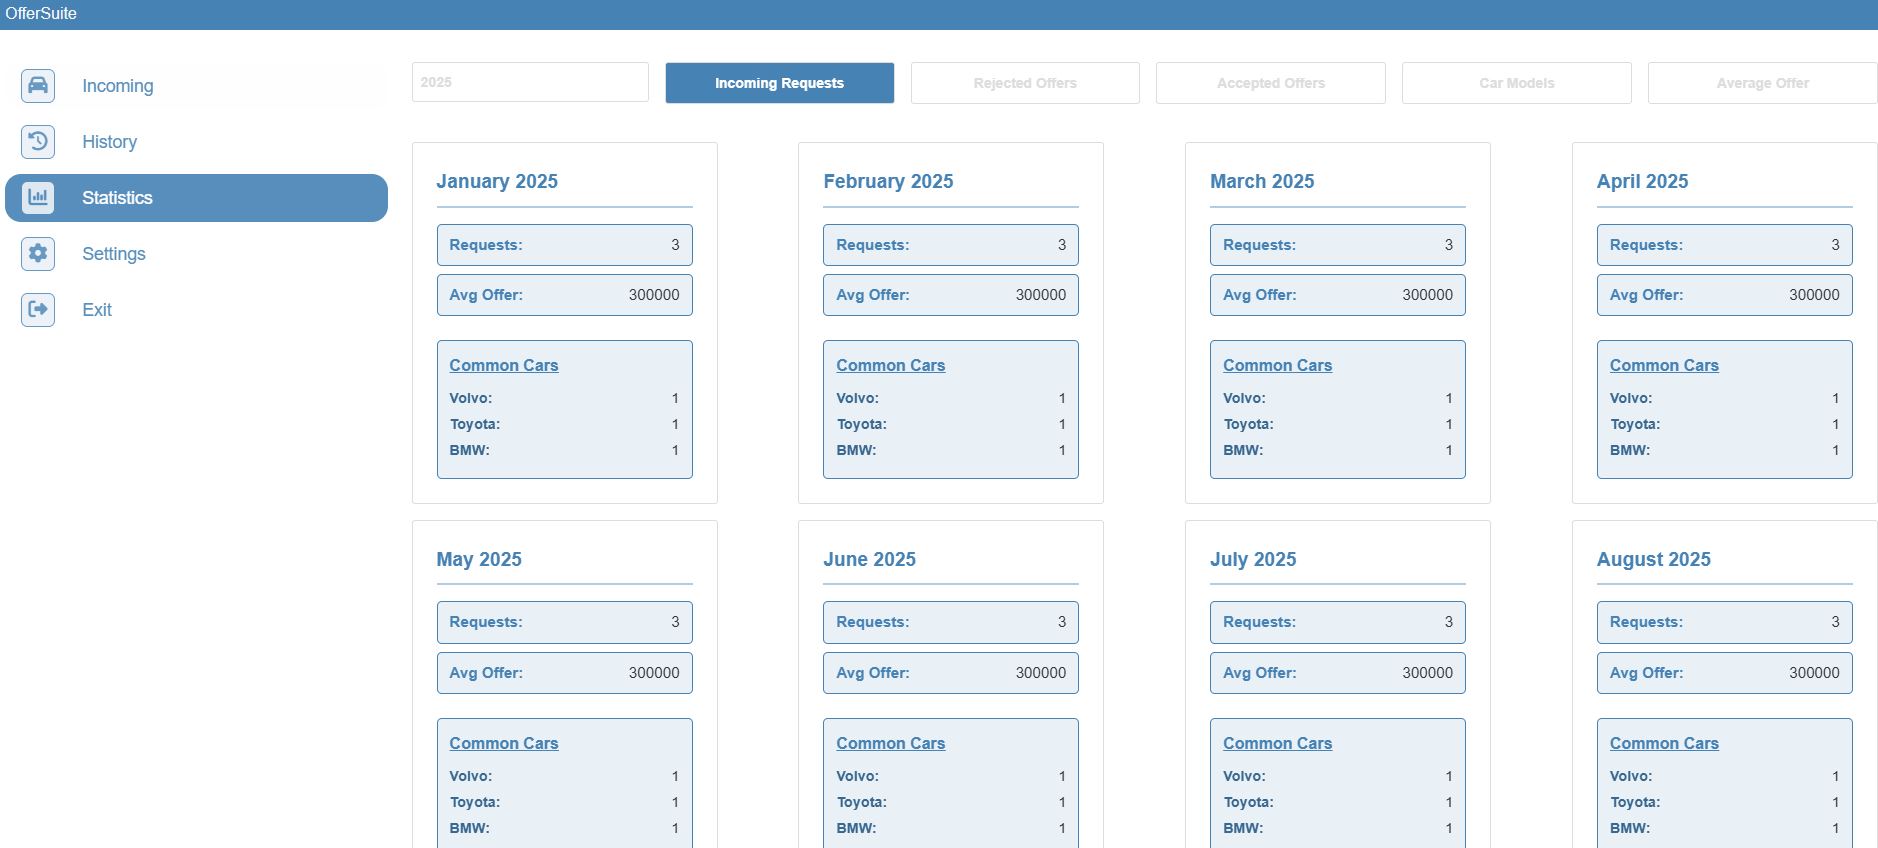 OfferSuite
Incoming
History
Statistics
Settings
Exit
2025
Incoming Requests
Rejected Offers
Accepted Offers
Car Models
Average Offer
January 2025
Requests: 3
Avg Offer: 300000
Common Cars
Volvo: 1
Toyota: 1
BMW: 1
February 2025
Requests: 3
Avg Offer: 300000
Common Cars
Volvo: 1
Toyota: 1
BMW: 1
March 2025
Requests: 3
Avg Offer: 300000
Common Cars
Volvo: 1
Toyota: 1
BMW: 1
April 2025
Requests: 3
Avg Offer: 300000
Common Cars
Volvo: 1
Toyota: 1
BMW: 1
May 2025
Requests: 3
Avg Offer: 300000
Common Cars
Volvo: 1
Toyota: 1
BMW: 1
June 2025
Requests: 3
Avg Offer: 300000
Common Cars
Volvo: 1
Toyota: 1
BMW: 1
July 2025
Requests: 3
Avg Offer: 300000
Common Cars
Volvo: 1
Toyota: 1
BMW: 1
August 2025
Requests: 3
Avg Offer: 300000
Common Cars
Volvo: 1
Toyota: 1
BMW: 1